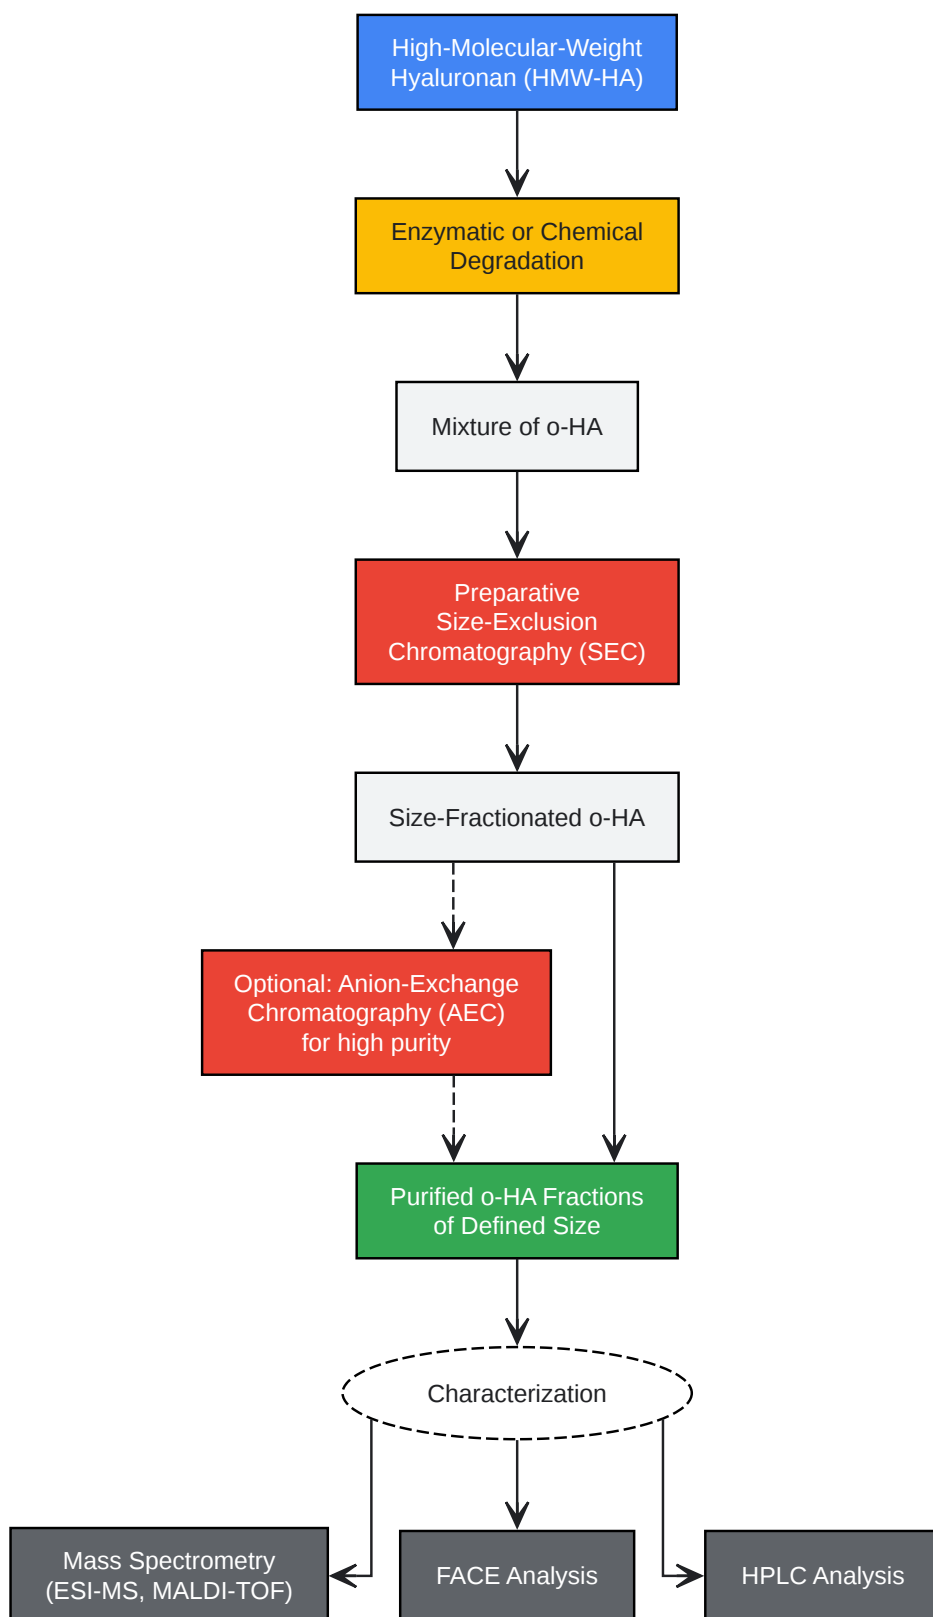 High-Molecular-Weight
Hyaluronan (HMW-HA)
Enzymatic or Chemical
Degradation
Mixture of o-HA
Preparative
Size-Exclusion
Chromatography (SEC)
Size-Fractionated o-HA
Optional: Anion-Exchange
Chromatography (AEC)
for high purity
Purified o-HA Fractions
of Defined Size
Characterization
Mass Spectrometry
(ESI-MS, MALDI-TOF)
FACE Analysis
HPLC Analysis